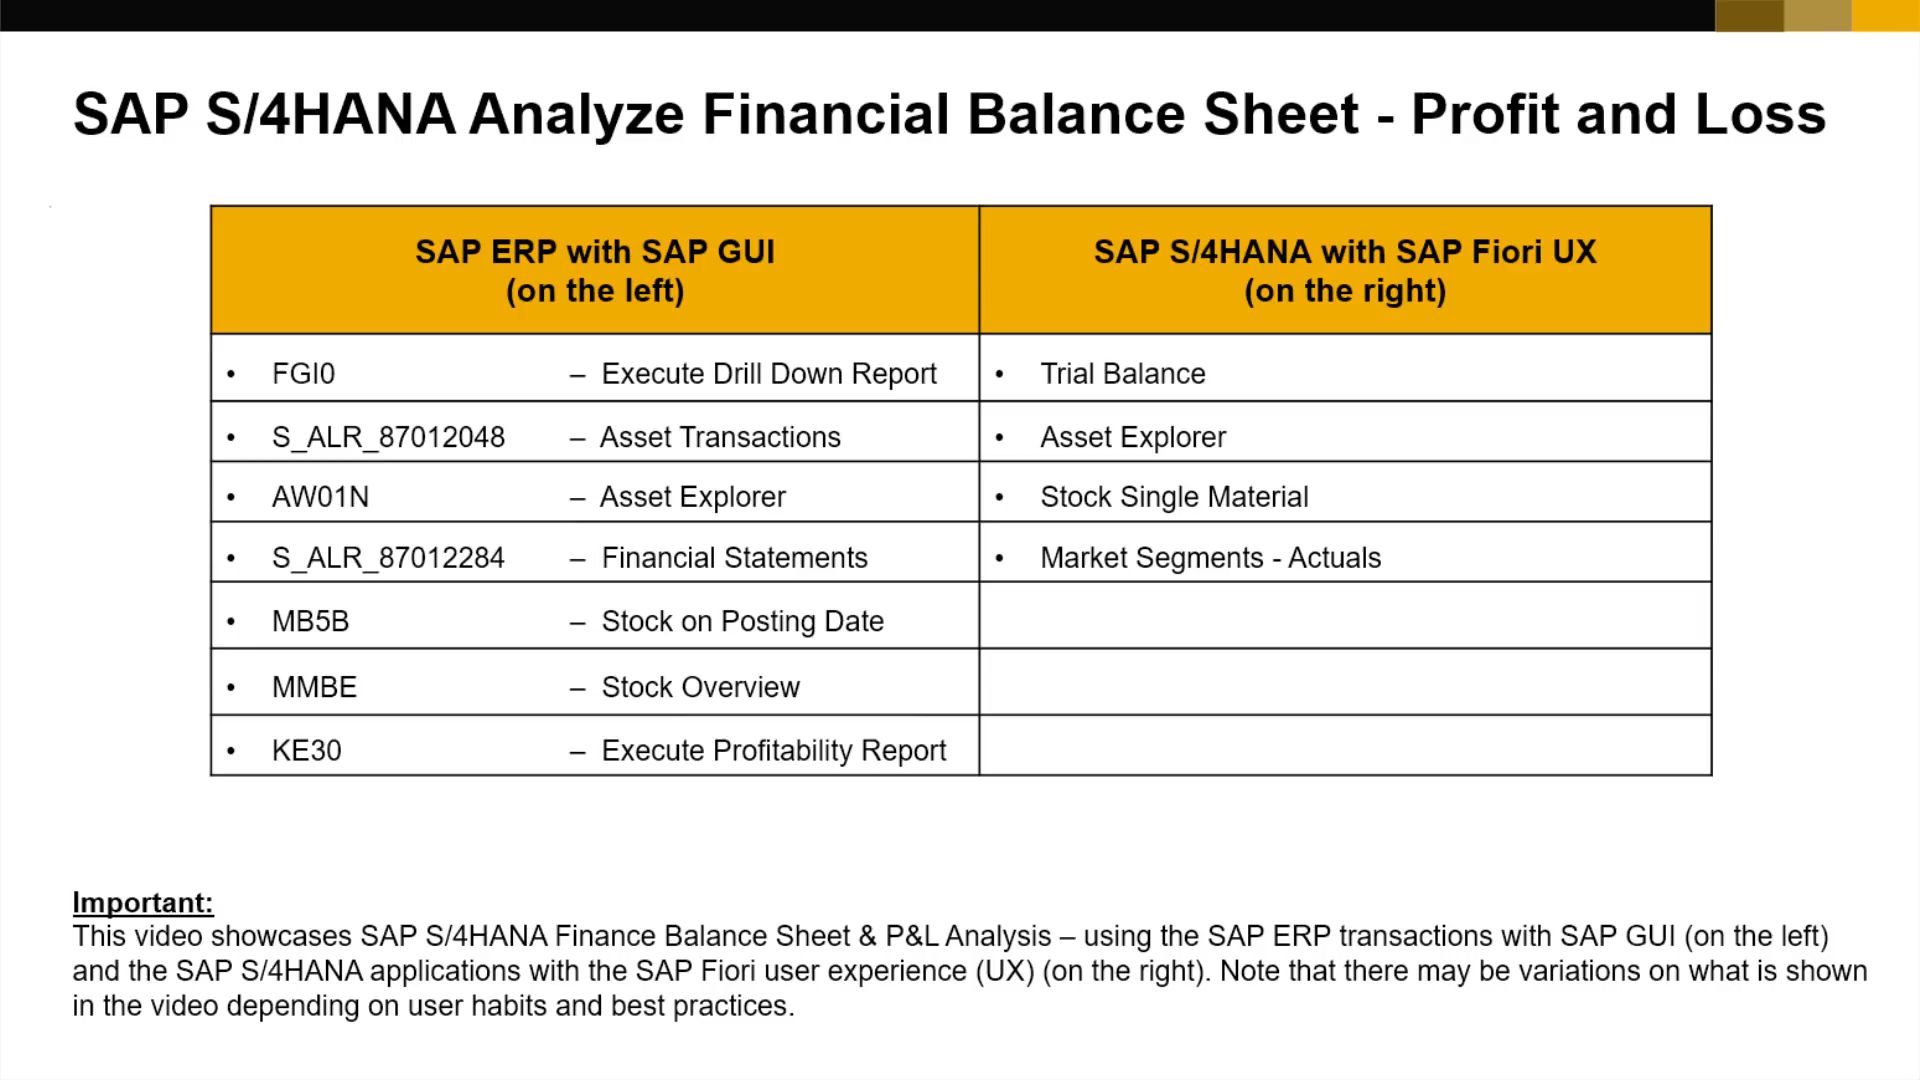 SAP S/4HANA Analyze Financial Balance Sheet - Profit and Loss
SAP ERP with SAP GUI
(on the left)
SAP S/4HANA with SAP Fiori UX
(on the right)
• FGI0 – Execute Drill Down Report
• Trial Balance
• S_ALR_87012048 – Asset Transactions
• Asset Explorer
• AW01N – Asset Explorer
• Stock Single Material
• S_ALR_87012284 – Financial Statements
• Market Segments - Actuals
• MB5B – Stock on Posting Date
• MMBE – Stock Overview
• KE30 – Execute Profitability Report
Important:
This video showcases SAP S/4HANA Finance Balance Sheet & P&L Analysis – using the SAP ERP transactions with SAP GUI (on the left)
and the SAP S/4HANA applications with the SAP Fiori user experience (UX) (on the right). Note that there may be variations on what is shown
in the video depending on user habits and best practices.